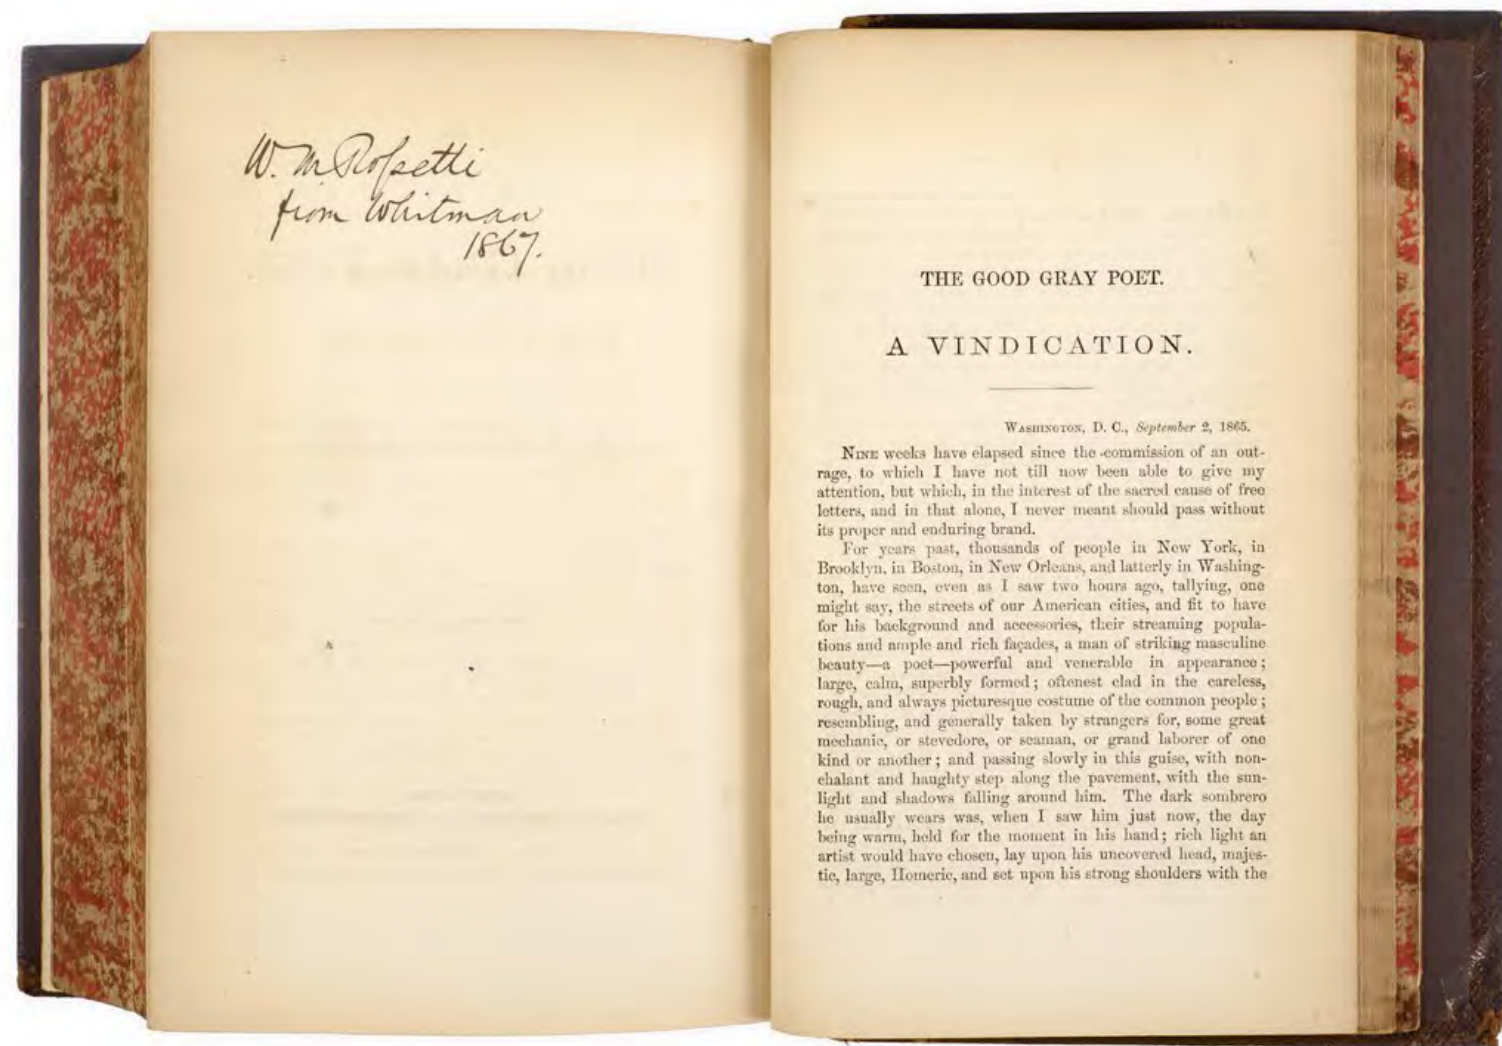 W. M Rossetti
from Whitman
1867.
THE GOOD GRAY POET.
A VINDICATION.
WASHINGTON, D. C., September 2, 1865.
NINE weeks have elapsed since the commission of an out-
rage, to which I have not till now been able to give my
attention, but which, in the interest of the sacred cause of free
letters, and in that alone, I never meant should pass without
its proper and enduring brand.
For years past, thousands of people in New York, in
Brooklyn, in Boston, in New Orleans, and latterly in Washing-
ton, have seen, even as I saw two hours ago, tallying, one
might say, the streets of our American cities, and fit to have
for his background and accessories, their streaming popula-
tions and ample and rich façades, a man of striking masculine
beauty—a poet—powerful and venerable in appearance;
large, calm, superbly formed; oftenest clad in the careless,
rough, and always picturesque costume of the common people;
resembling, and generally taken by strangers for, some great
mechanic, or stevedore, or seaman, or grand laborer of one
kind or another; and passing slowly in this guise, with non-
chalant and haughty step along the pavement, with the sun-
light and shadows falling around him. The dark sombrero
he usually wears was, when I saw him just now, the day
being warm, held for the moment in his hand; rich light an
artist would have chosen, lay upon his uncovered head, majes-
tic, large, Homeric, and set upon his strong shoulders with the